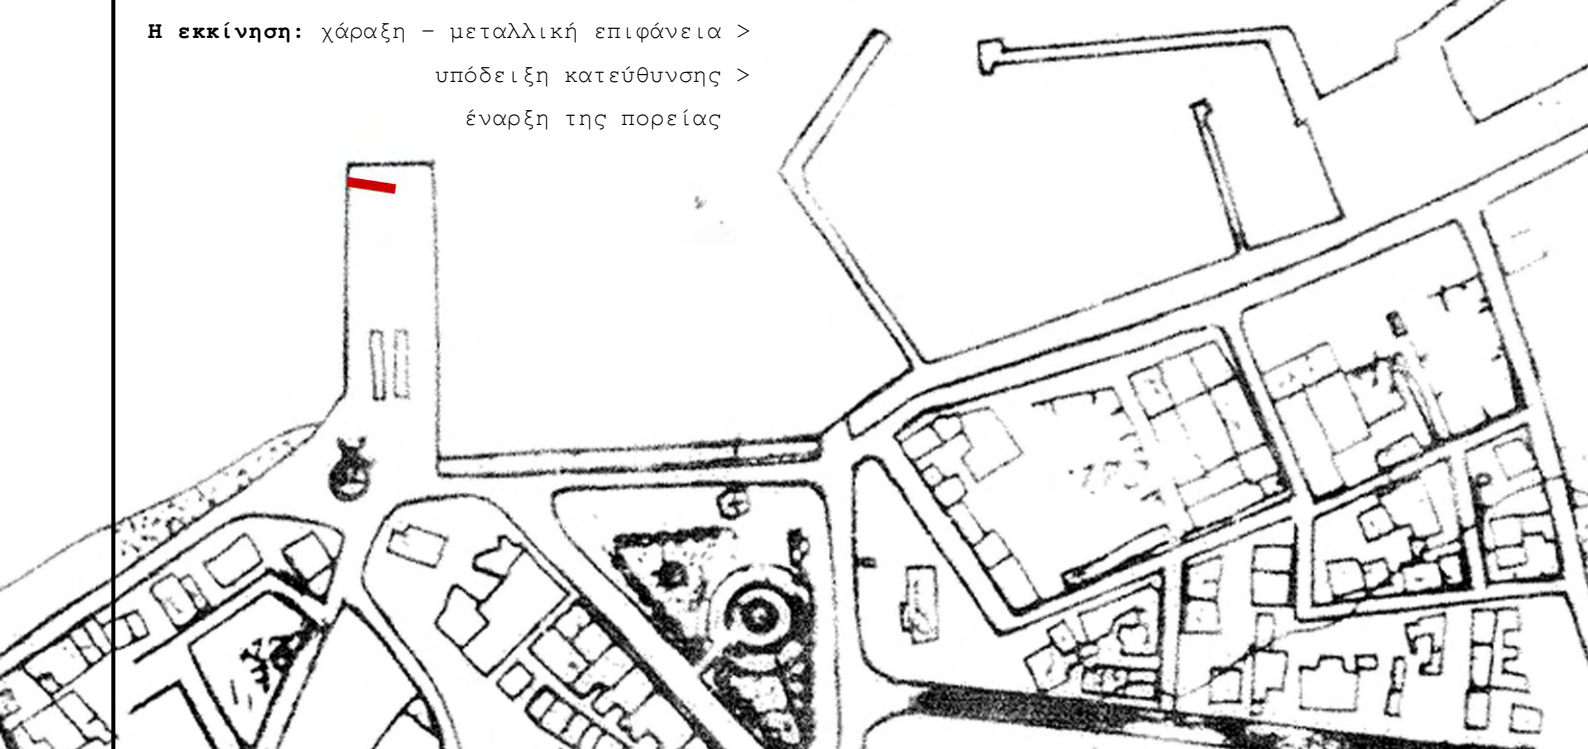 Η εκκίνηση: χάραξη – μεταλλική επιφάνεια >
υπόδειξη κατεύθυνσης >
έναρξη της πορείας